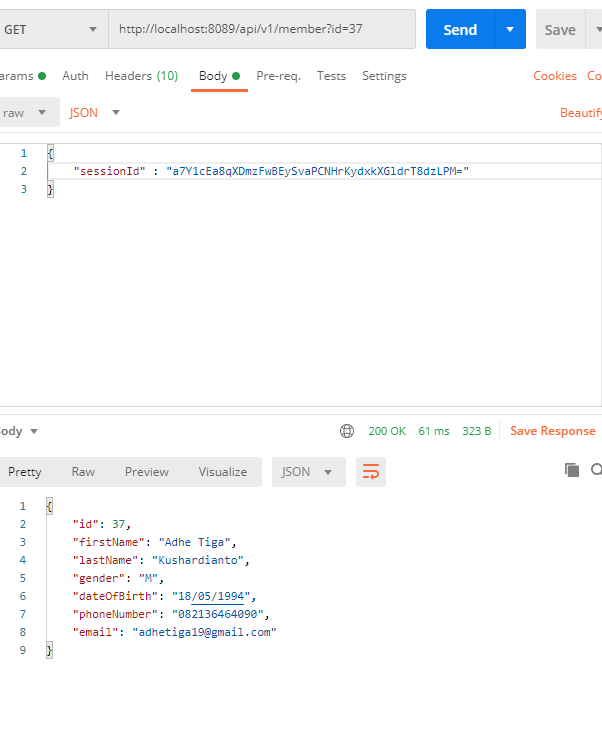 GET http://localhost:8089/api/v1/member?id=37 Send Save
arams Auth Headers (10) Body Pre-req. Tests Settings Cookies Co
raw JSON Beautify
1 {
2 "sessionId" : "a7Y1cEa8qXDmzFwBEySvaPCNHrKydxkXGldrT8dzLPM="
3 }
ody 200 OK 61 ms 323 B Save Response
Pretty Raw Preview Visualize JSON
1 {
2 "id": 37,
3 "firstName": "Adhe Tiga",
4 "lastName": "Kushardianto",
5 "gender": "M",
6 "dateOfBirth": "18/05/1994",
7 "phoneNumber": "082136464090",
8 "email": "adhetiga19@gmail.com"
9 }